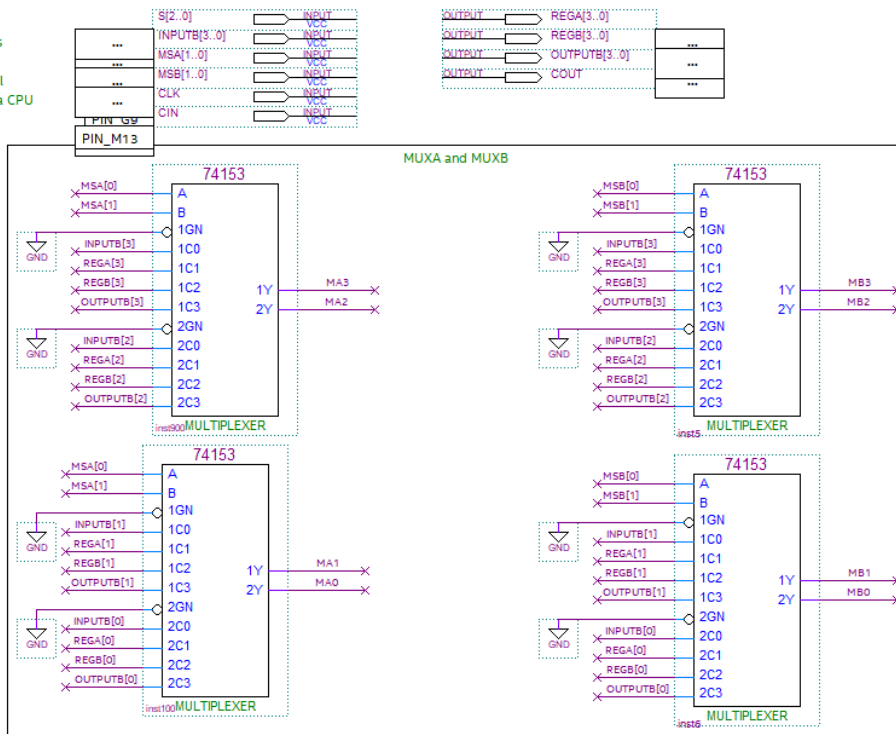 s
l
a CPU
S[2..0] INPUT VCC
INPUTB[3..0] INPUT VCC
MSA[1..0] INPUT VCC
MSB[1..0] INPUT VCC
CLK INPUT VCC
CIN INPUT VCC
...
...
...
...
PIN_G9
PIN_M13
OUTPUT REGA[3..0]
OUTPUT REGB[3..0]
OUTPUT OUTPUTB[3..0]
OUTPUT COUT
...
...
...
MUXA and MUXB
74153
MSA[0] A
MSA[1] B
GND 1GN
INPUTB[3] 1C0
REGA[3] 1C1
REGB[3] 1C2 1Y MA3
OUTPUTB[3] 1C3 2Y MA2
GND 2GN
INPUTB[2] 2C0
REGA[2] 2C1
REGB[2] 2C2
OUTPUTB[2] 2C3
inst900 MULTIPLEXER
74153
MSB[0] A
MSB[1] B
GND 1GN
INPUTB[3] 1C0
REGA[3] 1C1
REGB[3] 1C2 1Y MB3
OUTPUTB[3] 1C3 2Y MB2
GND 2GN
INPUTB[2] 2C0
REGA[2] 2C1
REGB[2] 2C2
OUTPUTB[2] 2C3
inst5 MULTIPLEXER
74153
MSA[0] A
MSA[1] B
GND 1GN
INPUTB[1] 1C0
REGA[1] 1C1
REGB[1] 1C2 1Y MA1
OUTPUTB[1] 1C3 2Y MA0
GND 2GN
INPUTB[0] 2C0
REGA[0] 2C1
REGB[0] 2C2
OUTPUTB[0] 2C3
inst100 MULTIPLEXER
74153
MSB[0] A
MSB[1] B
GND 1GN
INPUTB[1] 1C0
REGA[1] 1C1
REGB[1] 1C2 1Y MB1
OUTPUTB[1] 1C3 2Y MB0
GND 2GN
INPUTB[0] 2C0
REGA[0] 2C1
REGB[0] 2C2
OUTPUTB[0] 2C3
inst6 MULTIPLEXER